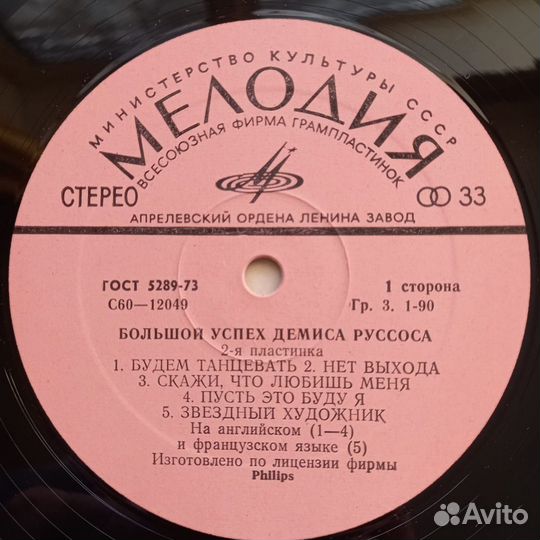 МИНИСТЕРСТВО КУЛЬТУРЫ СССР
МЕЛОДИЯ
ВСЕСОЮЗНАЯ ФИРМА ГРАМПЛАСТИНОК
СТЕРЕО 33
АПРЕЛЕВСКИЙ ОРДЕНА ЛЕНИНА ЗАВОД
ГОСТ 5289-73 1 сторона
С60—12049 Гр. 3. 1-90
БОЛЬШОЙ УСПЕХ ДЕМИСА РУССОСА
2-я пластинка
1. БУДЕМ ТАНЦЕВАТЬ 2. НЕТ ВЫХОДА
3. СКАЖИ, ЧТО ЛЮБИШЬ МЕНЯ
4. ПУСТЬ ЭТО БУДУ Я
5. ЗВЕЗДНЫЙ ХУДОЖНИК
На английском (1—4)
и французском языке (5)
Изготовлено по лицензии фирмы
Philips
Avito